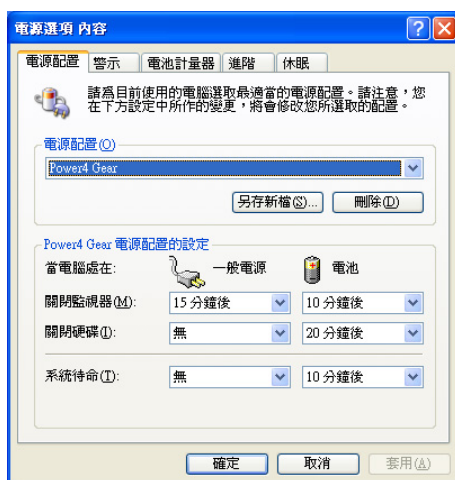 電源選項 內容
電源配置 警示 電池計量器 進階 休眠
請為目前使用的電腦選取最適當的電源配置。請注意，您
在下方設定中所作的變更，將會修改您所選取的配置。
電源配置(O)
Power4 Gear
另存新檔(S)... 刪除(D)
Power4 Gear 電源配置的設定
當電腦處在: 一般電源 電池
關閉監視器(M): 15 分鐘後 10 分鐘後
關閉硬碟(I): 無 20 分鐘後
系統待命(T): 無 10 分鐘後
確定 取消 套用(A)